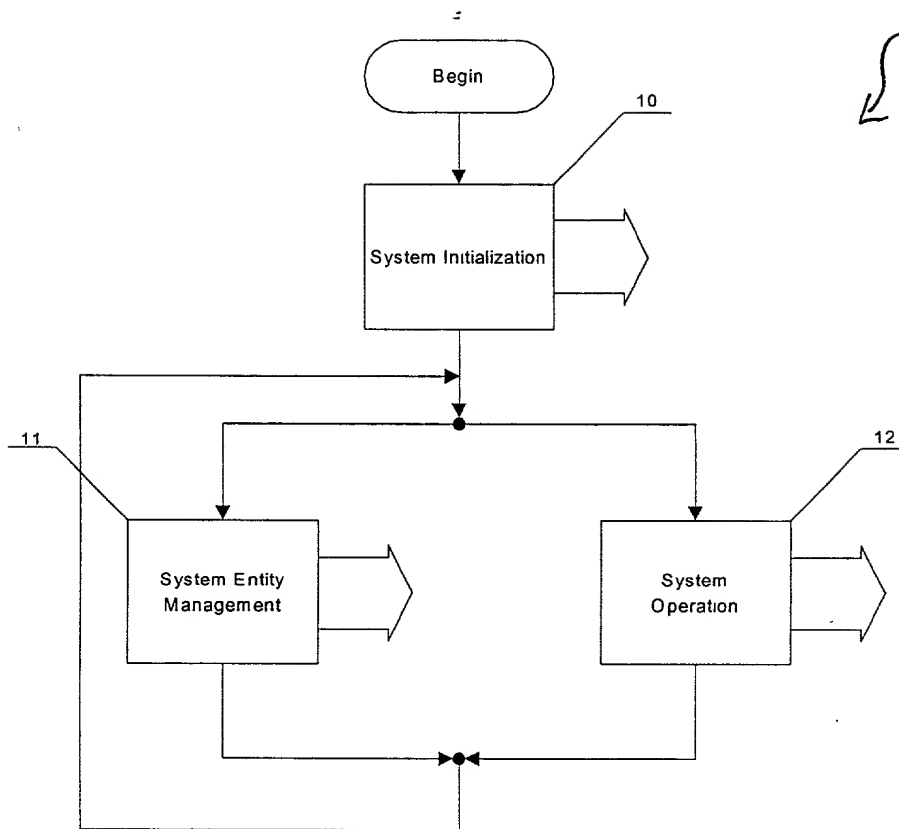 Begin
10
System Initialization
11
12
System Entity
Management
System
Operation